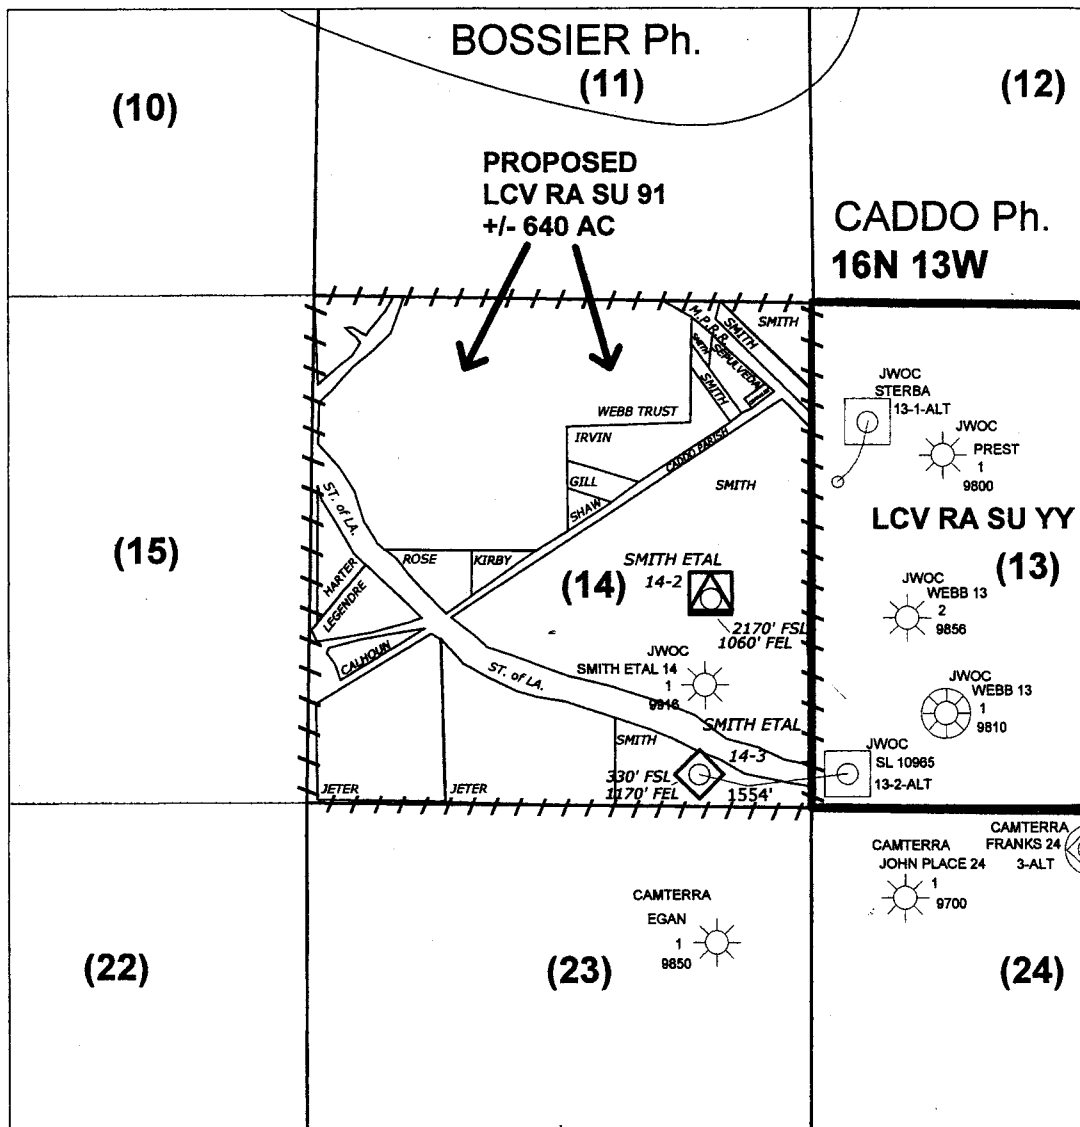 BOSSIER Ph.
(10)
(11)
(12)
PROPOSED
LCV RA SU 91
+/- 640 AC
CADDO Ph.
16N 13W
M.P.R.R.
SMITH
SMITH
SMITH
SEPULVEDA
SMITH
WEBB TRUST
IRVIN
CADDO PARISH
GILL
SHAW
SMITH
ST. of LA.
ROSE
KIRBY
HARTER
LEGENDRE
CALHOUN
(15)
(14)
SMITH ETAL
14-2
2170' FSL
1060' FEL
JWOC
SMITH ETAL 14
1
9916
ST. of LA.
SMITH
SMITH ETAL
14-3
330' FSL
1170' FEL
1554'
JETER
JETER
JWOC
STERBA
13-1-ALT
JWOC
PREST
1
9800
LCV RA SU YY
(13)
JWOC
WEBB 13
2
9856
JWOC
WEBB 13
1
9810
JWOC
SL 10965
13-2-ALT
CAMTERRA
FRANKS 24
3-ALT
CAMTERRA
JOHN PLACE 24
1
9700
CAMTERRA
EGAN
1
9850
(22)
(23)
(24)